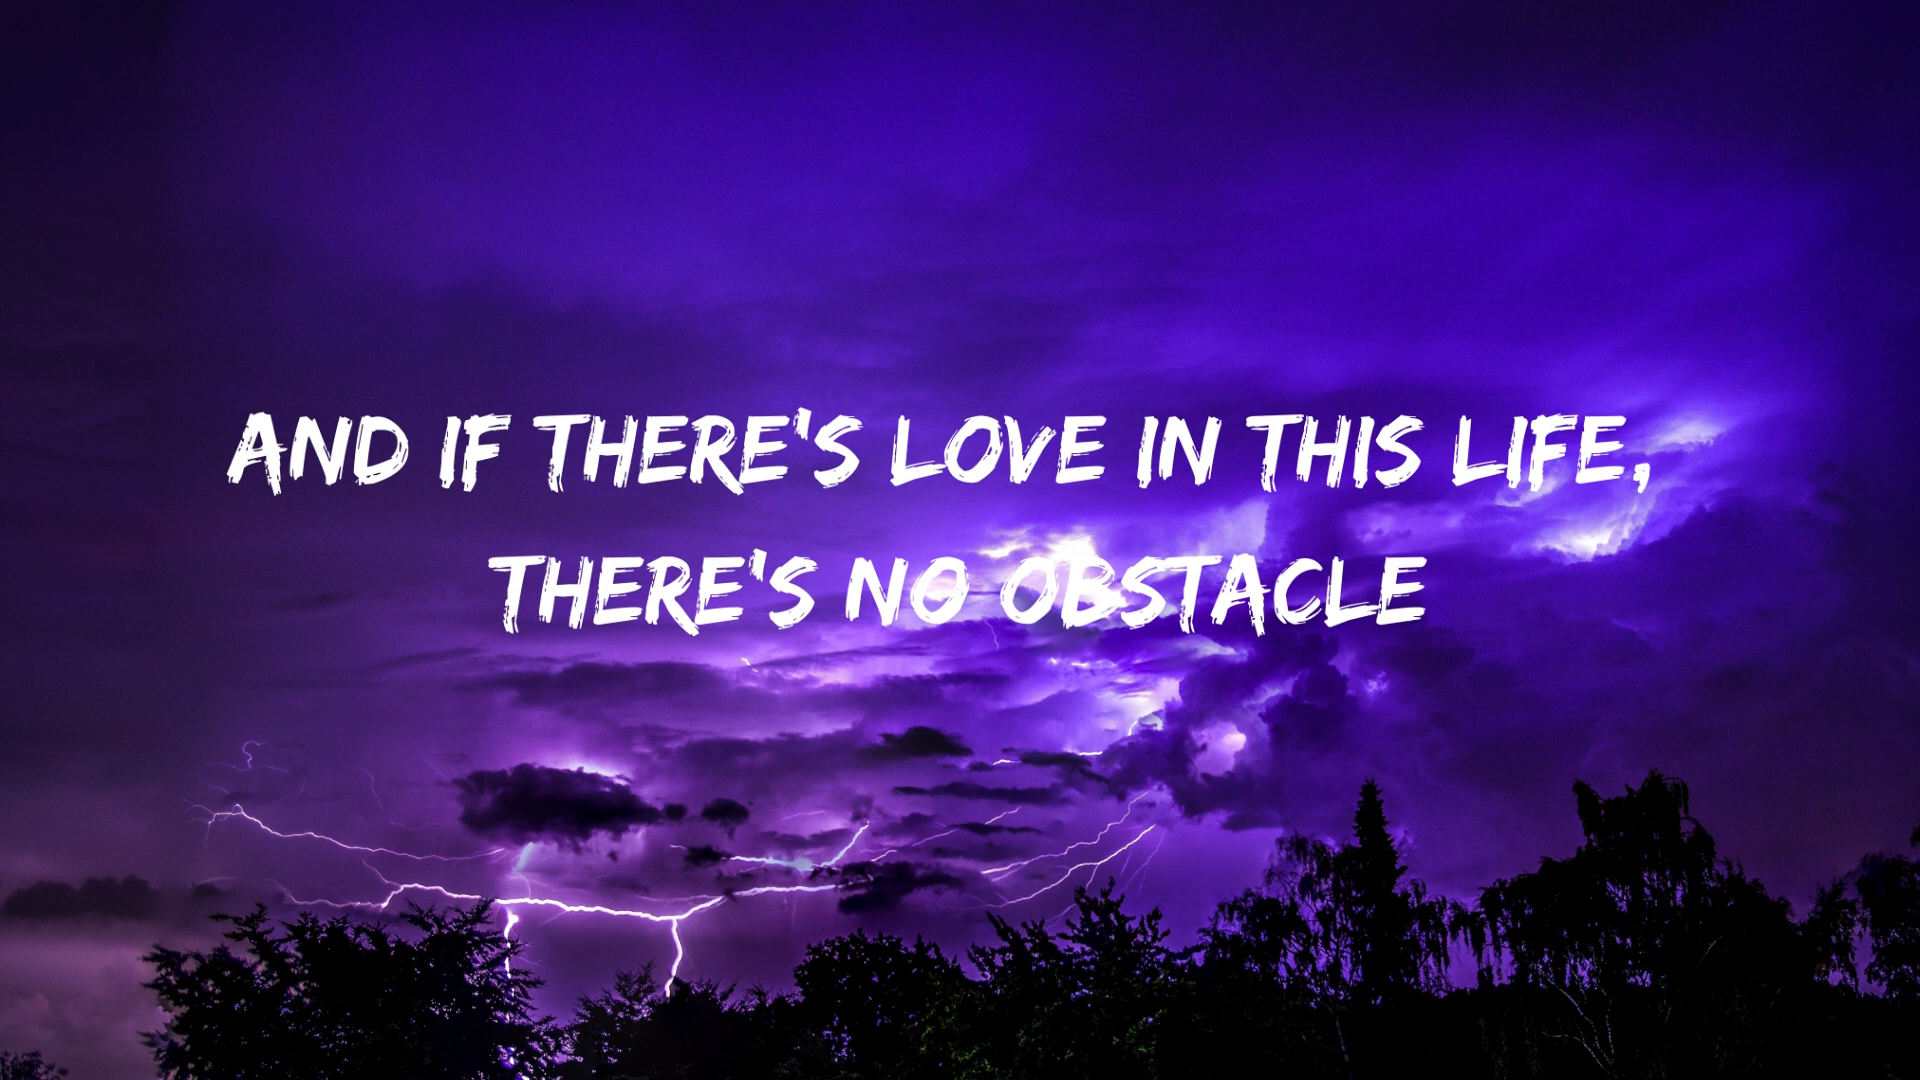 AND IF THERE'S LOVE IN THIS LIFE,
THERE'S NO OBSTACLE